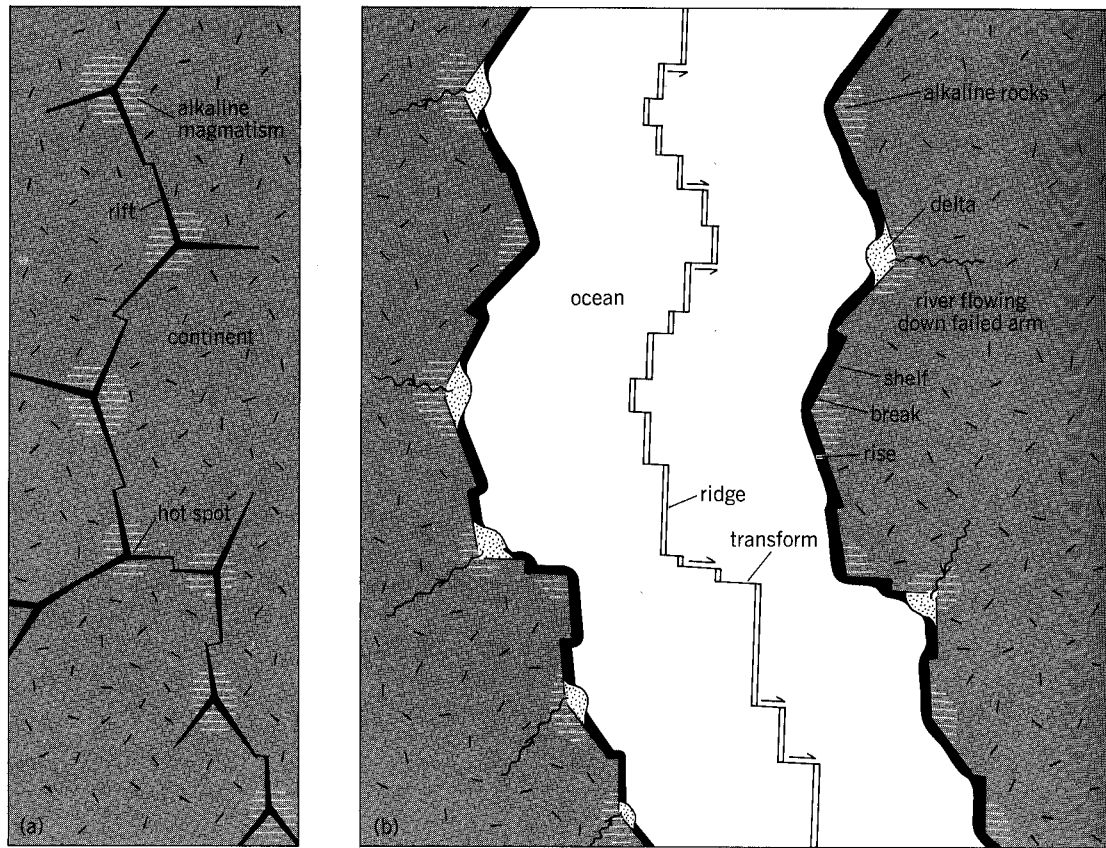 alkaline
magmatism
rift
continent
hot spot
(a)
alkaline rocks
delta
ocean
river flowing
down failed arm
shelf
break
rise
ridge
transform
(b)